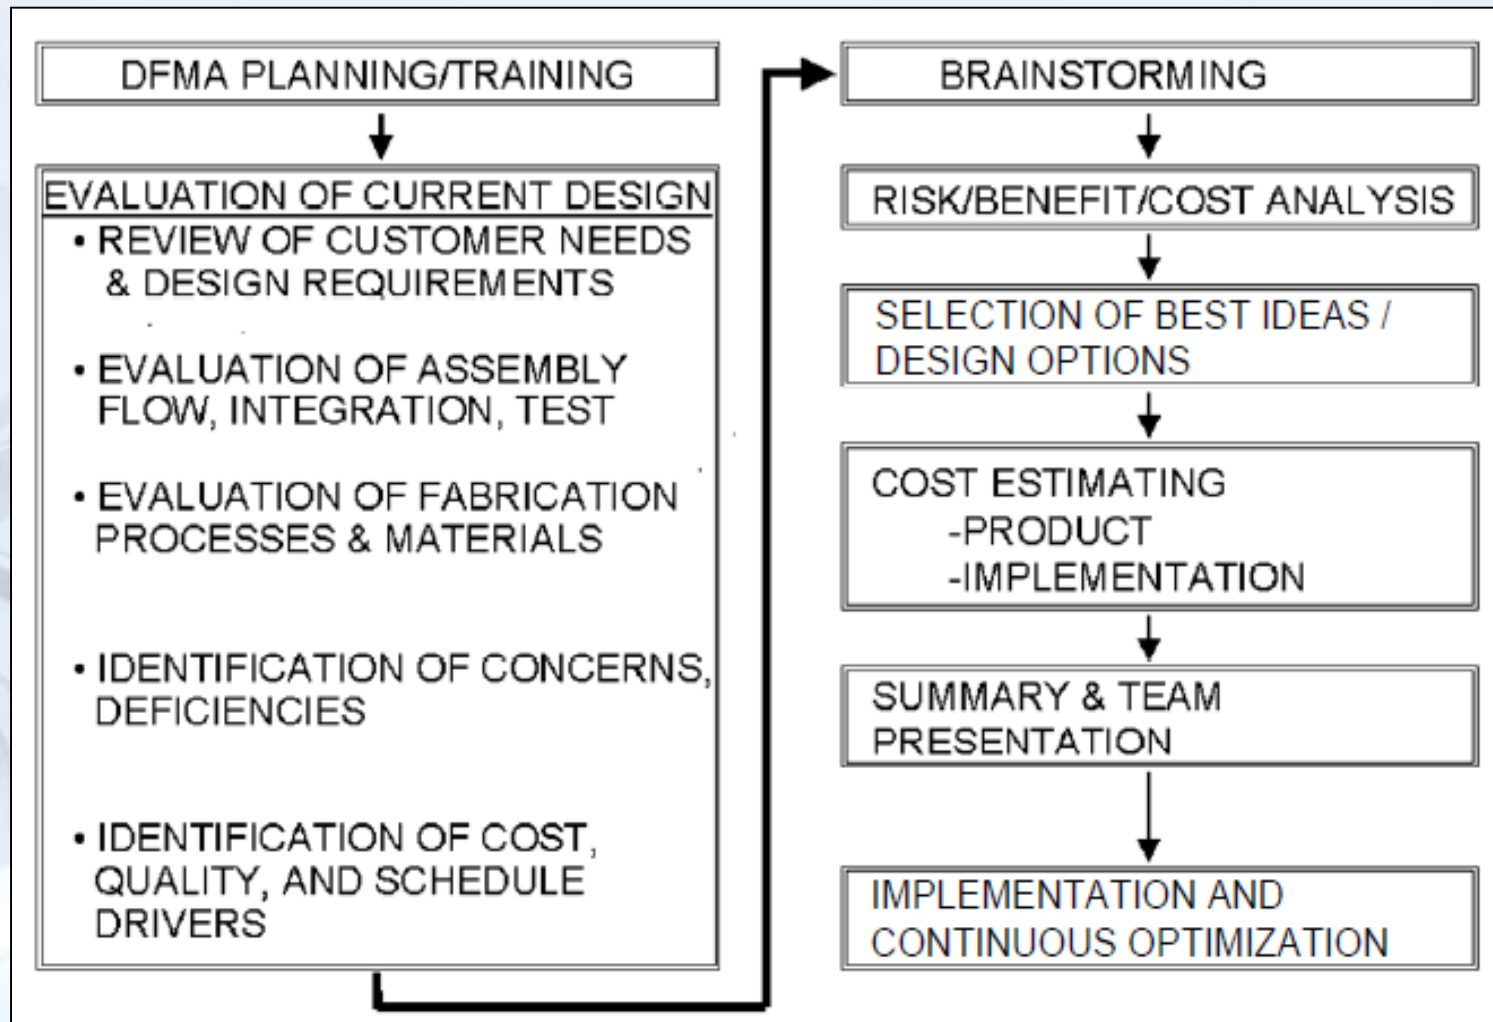 DFMA PLANNING/TRAINING
EVALUATION OF CURRENT DESIGN
• REVIEW OF CUSTOMER NEEDS
& DESIGN REQUIREMENTS
• EVALUATION OF ASSEMBLY
FLOW, INTEGRATION, TEST
• EVALUATION OF FABRICATION
PROCESSES & MATERIALS
• IDENTIFICATION OF CONCERNS,
DEFICIENCIES
• IDENTIFICATION OF COST,
QUALITY, AND SCHEDULE
DRIVERS
BRAINSTORMING
RISK/BENEFIT/COST ANALYSIS
SELECTION OF BEST IDEAS /
DESIGN OPTIONS
COST ESTIMATING
-PRODUCT
-IMPLEMENTATION
SUMMARY & TEAM
PRESENTATION
IMPLEMENTATION AND
CONTINUOUS OPTIMIZATION